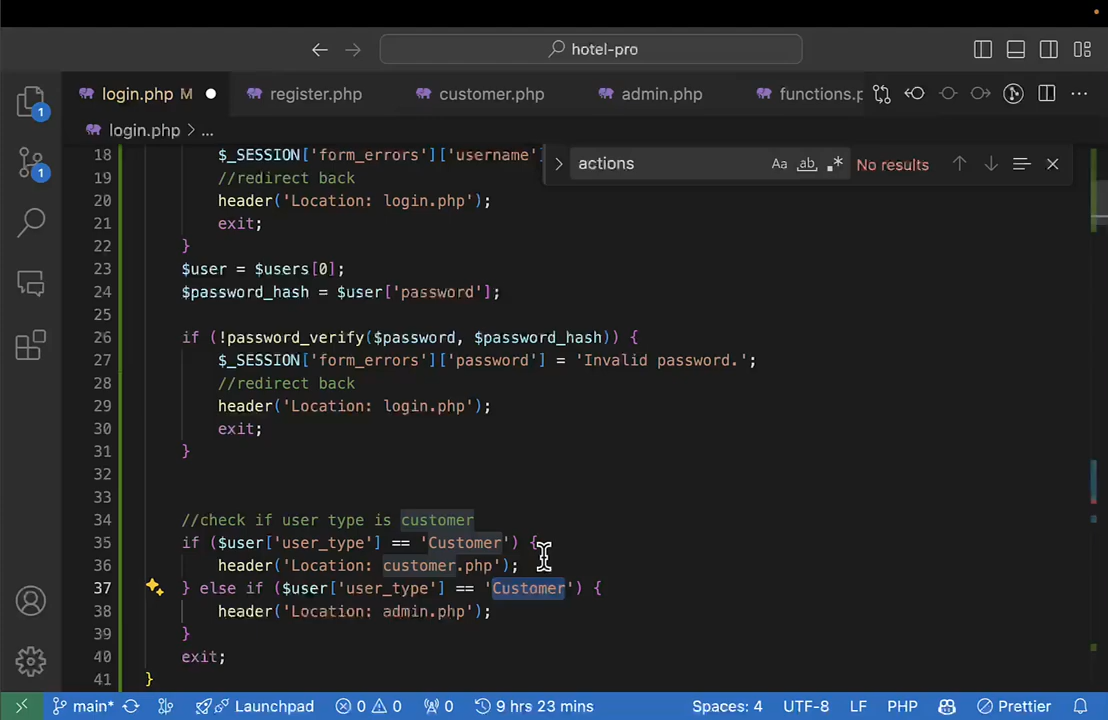 hotel-pro
login.php M register.php customer.php admin.php functions.p
login.php > ...
actions Aa ab No results
18 $_SESSION['form_errors']['username']
19 //redirect back
20 header('Location: login.php');
21 exit;
22 }
23 $user = $users[0];
24 $password_hash = $user['password'];
25
26 if (!password_verify($password, $password_hash)) {
27 $_SESSION['form_errors']['password'] = 'Invalid password.';
28 //redirect back
29 header('Location: login.php');
30 exit;
31 }
32
33
34 //check if user type is customer
35 if ($user['user_type'] == 'Customer') {
36 header('Location: customer.php');
37 } else if ($user['user_type'] == 'Customer') {
38 header('Location: admin.php');
39 }
40 exit;
41 }
1
1
main* Launchpad 0 0 0 9 hrs 23 mins Spaces: 4 UTF-8 LF PHP Prettier